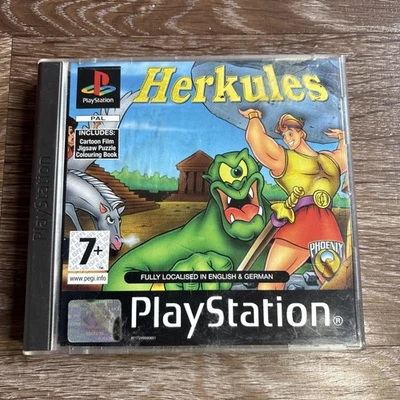 PlayStation
PAL
Herkules
INCLUDES:
Cartoon Film
Jigsaw Puzzle
Colouring Book
7+
www.pegi.info
PHOENIX
FULLY LOCALISED IN ENGLISH & GERMAN
PlayStation®
PlayStation